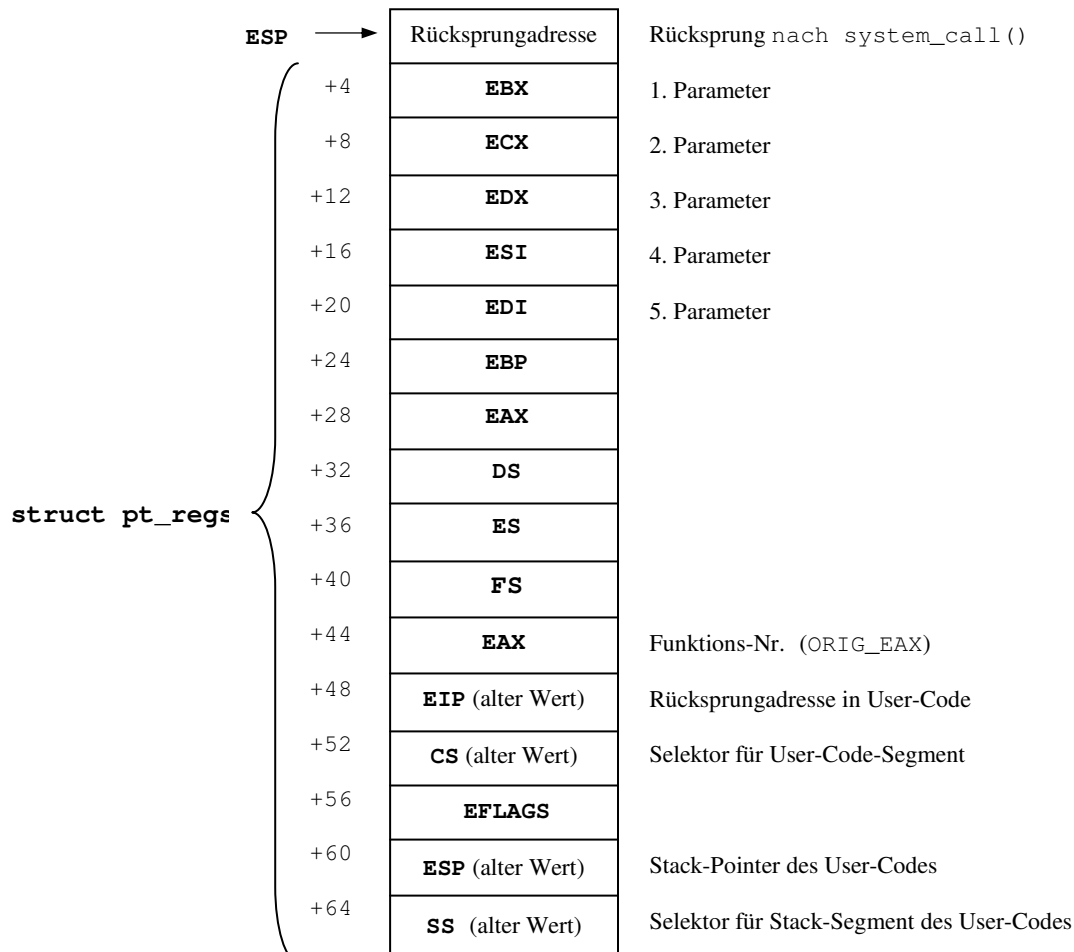 ESP Rücksprungadresse Rücksprung nach system_call()
+4 EBX 1. Parameter
+8 ECX 2. Parameter
+12 EDX 3. Parameter
+16 ESI 4. Parameter
+20 EDI 5. Parameter
+24 EBP
+28 EAX
+32 DS
struct pt_regs
+36 ES
+40 FS
+44 EAX Funktions-Nr. (ORIG_EAX)
+48 EIP (alter Wert) Rücksprungadresse in User-Code
+52 CS (alter Wert) Selektor für User-Code-Segment
+56 EFLAGS
+60 ESP (alter Wert) Stack-Pointer des User-Codes
+64 SS (alter Wert) Selektor für Stack-Segment des User-Codes